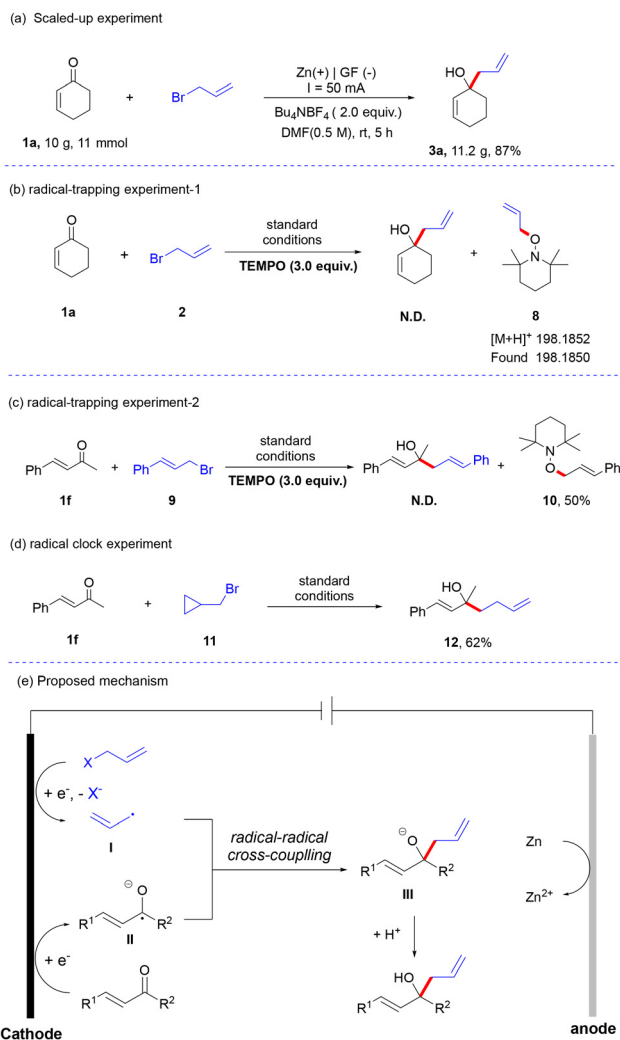 (a) Scaled-up experiment
O
Br
+
1a, 10 g, 11 mmol
Zn(+) | GF (-)
I = 50 mA
Bu4NBF4 ( 2.0 equiv.)
DMF(0.5 M), rt, 5 h
HO
3a, 11.2 g, 87%
(b) radical-trapping experiment-1
O
+
Br
1a
2
standard
conditions
TEMPO (3.0 equiv.)
HO
N.D.
+
O
N
8
[M+H]+ 198.1852
Found 198.1850
(c) radical-trapping experiment-2
Ph
O
+
Ph
Br
1f
9
standard
conditions
TEMPO (3.0 equiv.)
HO
Ph
Ph
N.D.
+
N
O
Ph
10, 50%
(d) radical clock experiment
Ph
O
+
Br
1f
11
standard
conditions
HO
Ph
12, 62%
(e) Proposed mechanism
X
+ e-, - X-
I
radical-radical
cross-couplling
⊖
O
R1
R2
II
+ e-
O
R1
R2
Cathode
⊖
O
R1
R2
III
+ H+
HO
R1
R2
Zn
Zn2+
anode